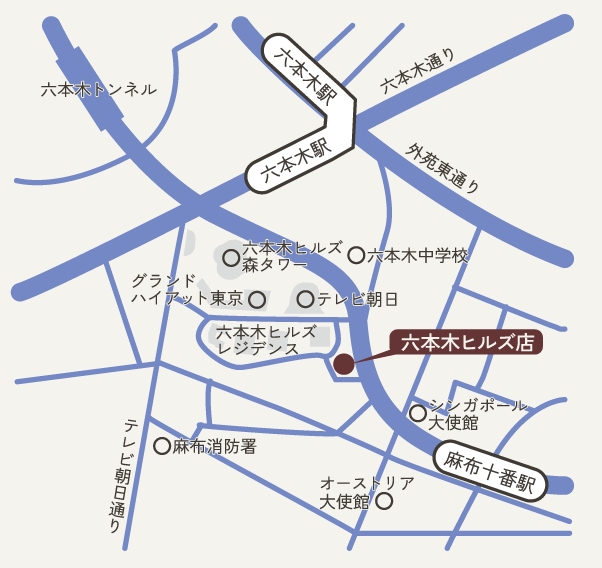 六本木駅
六本木通り
六本木トンネル
六本木駅
外苑東通り
六本木ヒルズ
森タワー
六本木中学校
グランド
ハイアット東京
テレビ朝日
六本木ヒルズ
レジデンス
六本木ヒルズ店
シンガポール
大使館
テレビ朝日通り
麻布消防署
麻布十番駅
オーストリア
大使館